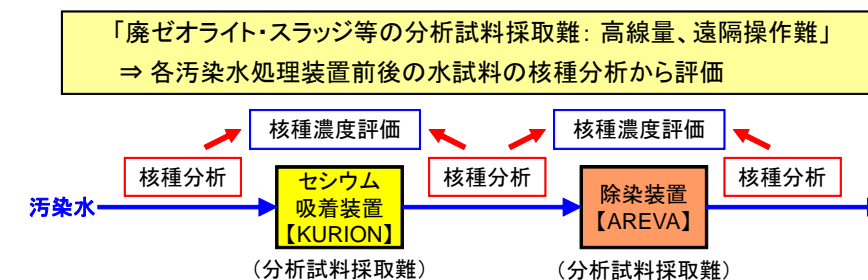 「廃ゼオライト・スラッジ等の分析試料採取難: 高線量、遠隔操作難」
⇒ 各汚染水処理装置前後の水試料の核種分析から評価
核種濃度評価
核種濃度評価
核種分析
核種分析
核種分析
汚染水
セシウム
吸着装置
【KURION】
除染装置
【AREVA】
（分析試料採取難）
（分析試料採取難）